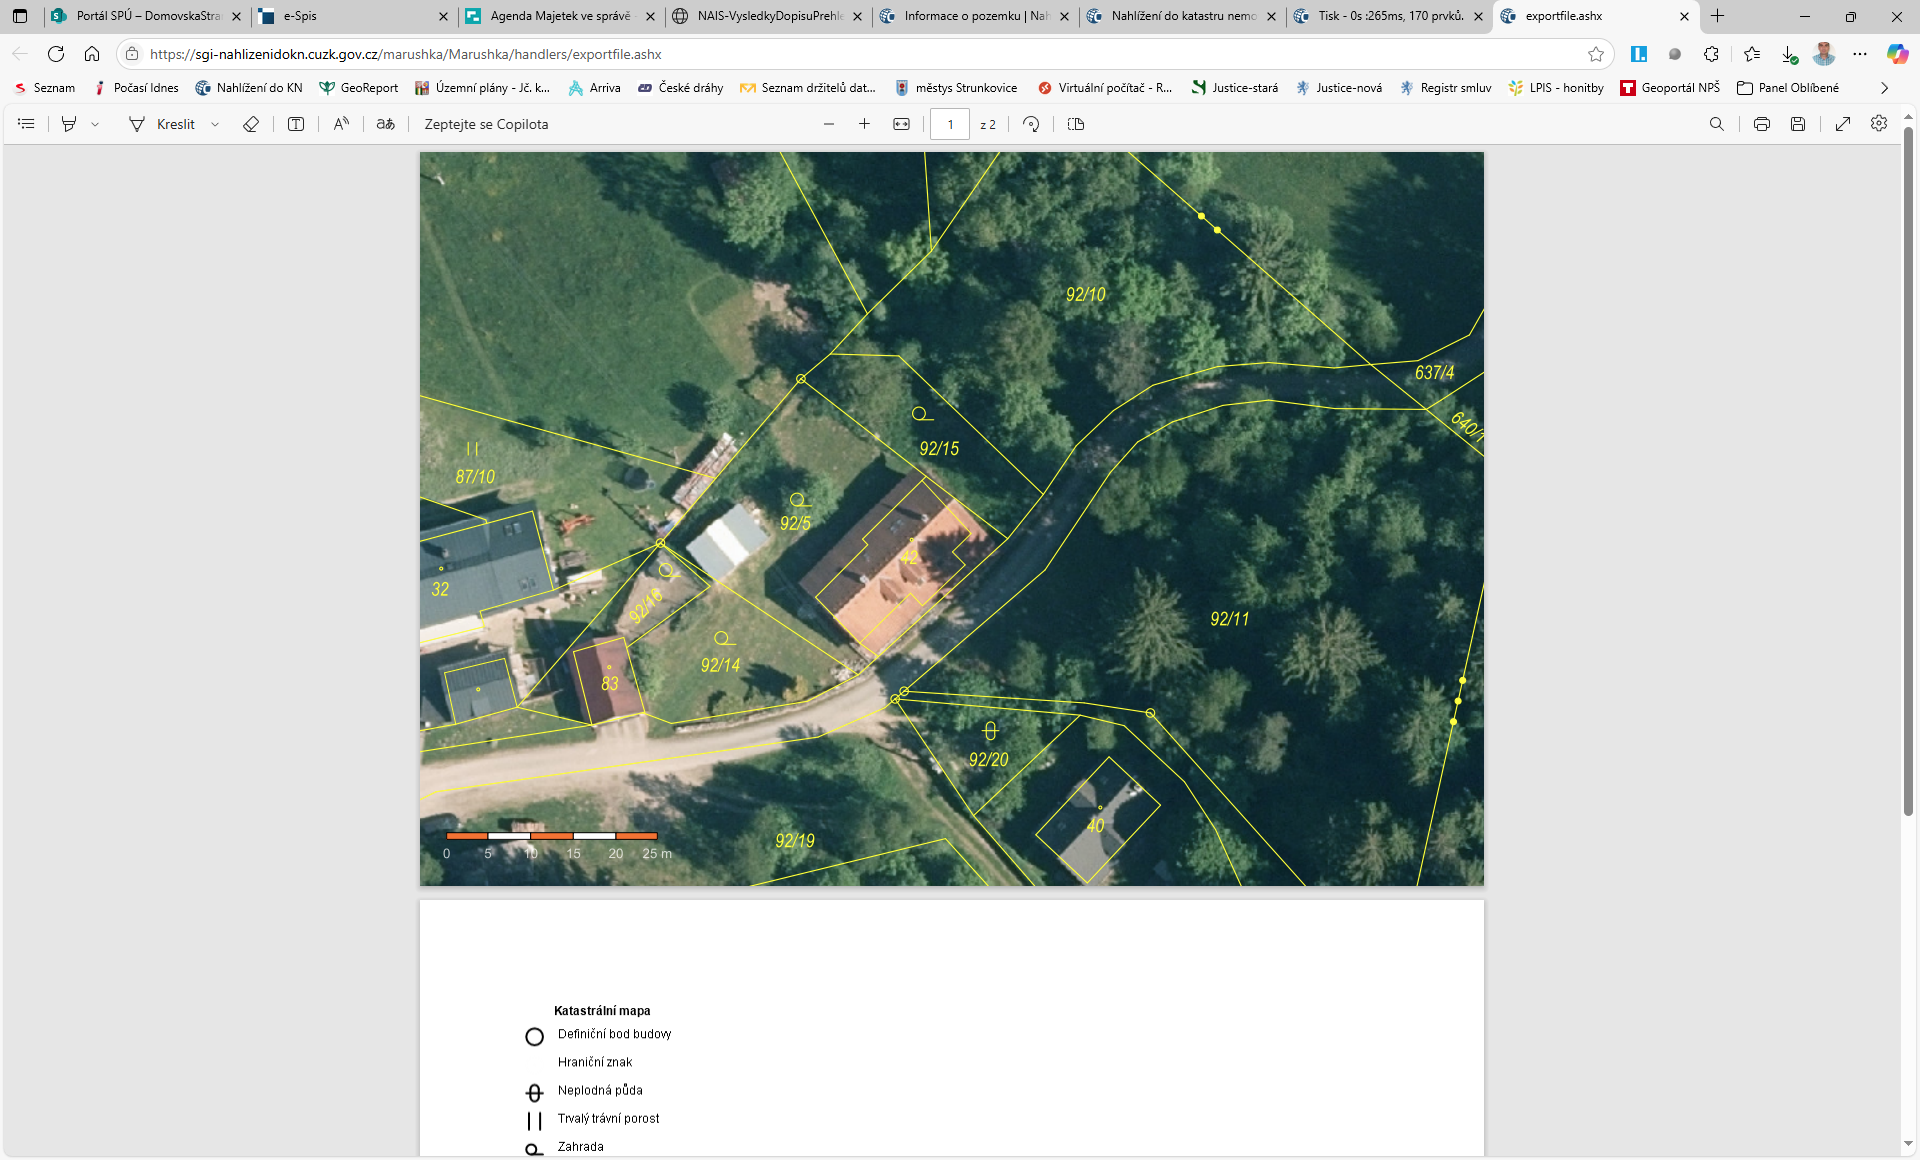 Portál SPÚ – DomovskaStra
e-Spis
Agenda Majetek ve správě
NAIS-VysledkyDopisuPrehle
Informace o pozemku | Nah
Nahlížení do katastru nemo
Tisk - 0s :265ms, 170 prvků.
exportfile.ashx
https://sgi-nahlizenidokn.cuzk.gov.cz/marushka/Marushka/handlers/exportfile.ashx
Seznam
Počasí Idnes
Nahlížení do KN
GeoReport
Územní plány - Jč. k...
Arriva
České dráhy
Seznam držitelů dat...
městys Strunkovice
Virtuální počítač - R...
Justice-stará
Justice-nová
Registr smluv
LPIS - honitby
Geoportál NPŠ
Panel Oblíbené
Kreslit
Zeptejte se Copilota
1
z 2
92/10
637/4
640/1
92/15
87/10
92/5
42
32
92/16
92/11
92/14
83
92/20
40
92/19
0 5 10 15 20 25 m
Katastrální mapa
Definiční bod budovy
Hraniční znak
Neplodná půda
Trvalý trávní porost
Zahrada